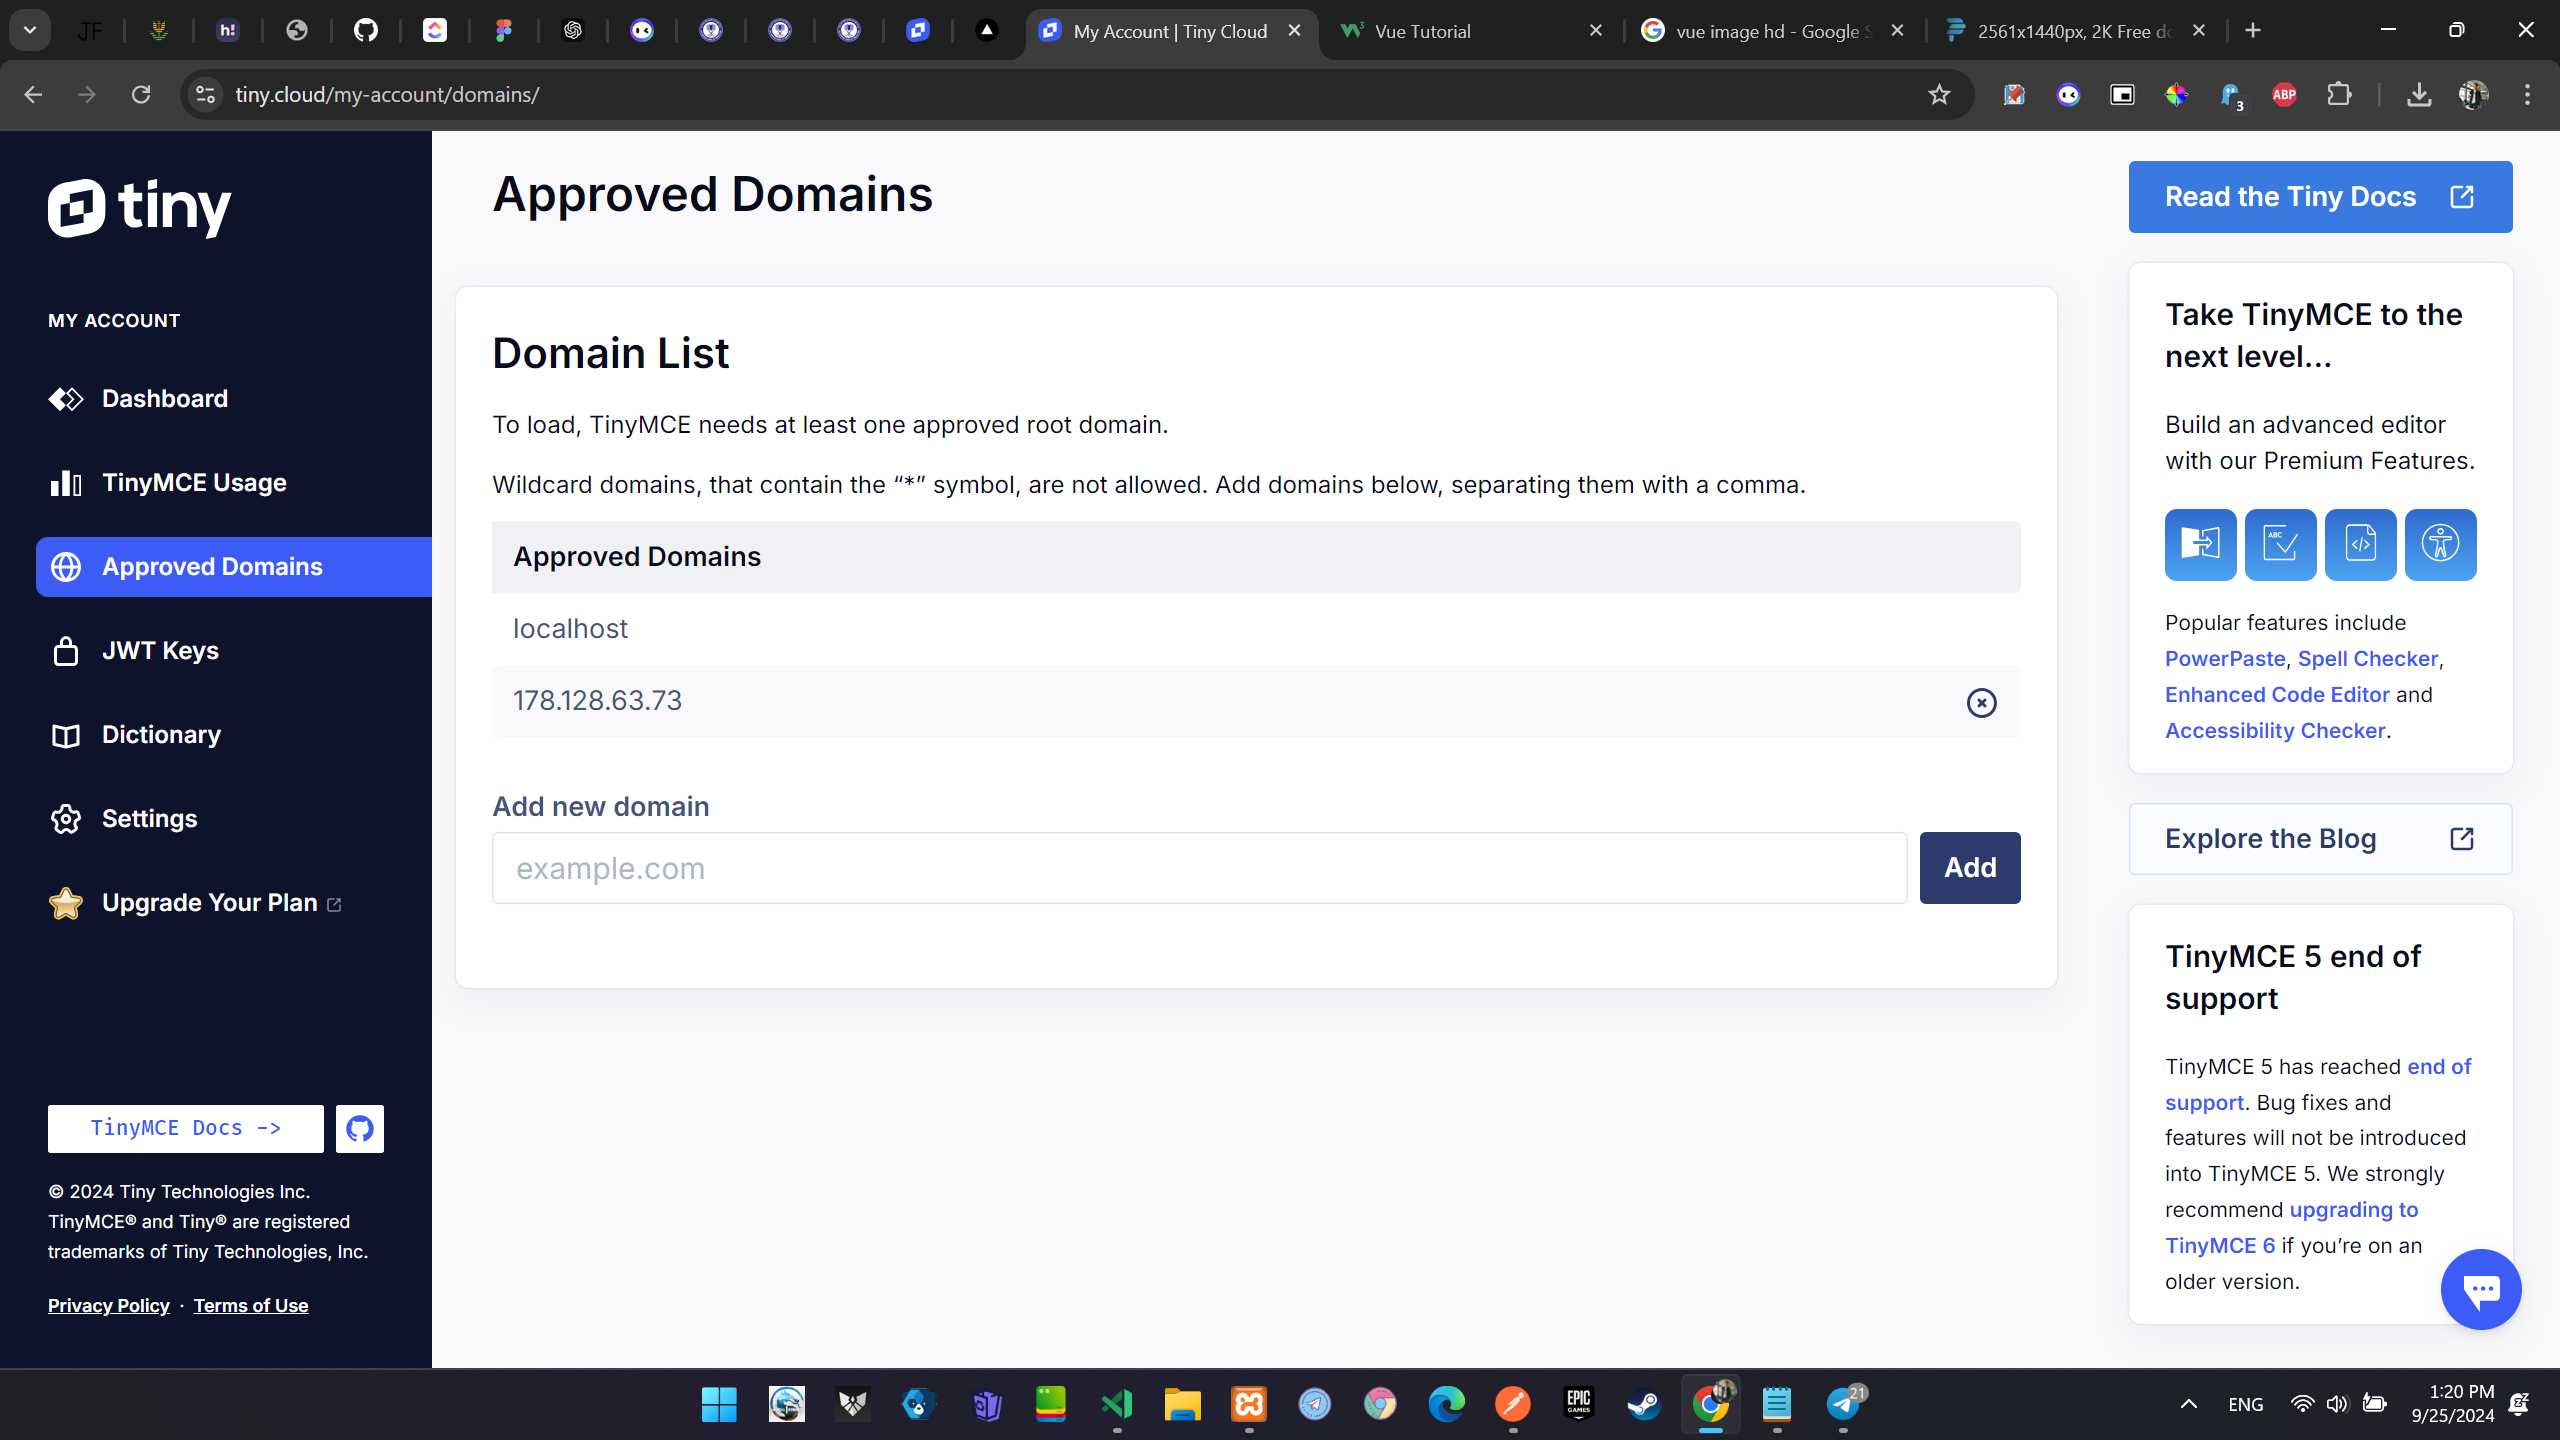 JF
h!
My Account | Tiny Cloud
Vue Tutorial
vue image hd - Google S
2561x1440px, 2K Free do
tiny.cloud/my-account/domains/
3
ABP
tiny
MY ACCOUNT
Dashboard
TinyMCE Usage
Approved Domains
JWT Keys
Dictionary
Settings
Upgrade Your Plan
TinyMCE Docs ->
© 2024 Tiny Technologies Inc.
TinyMCE® and Tiny® are registered
trademarks of Tiny Technologies, Inc.
Privacy Policy · Terms of Use
Approved Domains
Domain List
To load, TinyMCE needs at least one approved root domain.
Wildcard domains, that contain the “*” symbol, are not allowed. Add domains below, separating them with a comma.
Approved Domains
localhost
178.128.63.73
Add new domain
example.com
Add
Read the Tiny Docs
Take TinyMCE to the
next level...
Build an advanced editor
with our Premium Features.
ABC
Popular features include
PowerPaste, Spell Checker,
Enhanced Code Editor and
Accessibility Checker.
Explore the Blog
TinyMCE 5 end of
support
TinyMCE 5 has reached end of
support. Bug fixes and
features will not be introduced
into TinyMCE 5. We strongly
recommend upgrading to
TinyMCE 6 if you’re on an
older version.
EPIC
GAMES
21
ENG
1:20 PM
9/25/2024